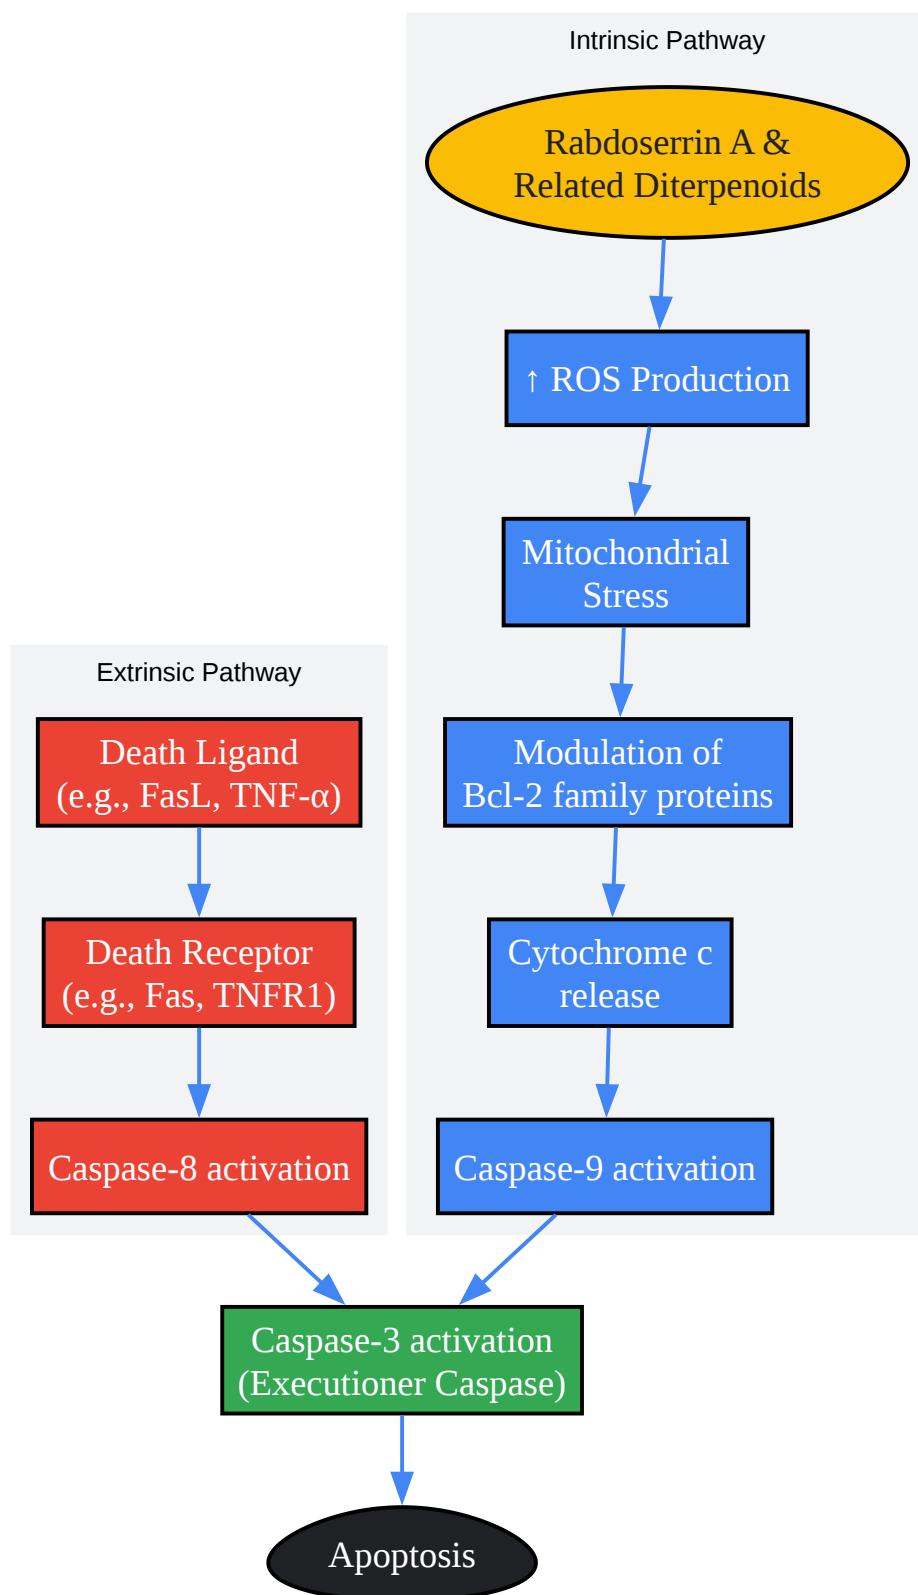 Intrinsic Pathway
Rabdoserrin A &
Related Diterpenoids
↑ ROS Production
Mitochondrial
Stress
Modulation of
Bcl-2 family proteins
Cytochrome c
release
Caspase-9 activation
Extrinsic Pathway
Death Ligand
(e.g., FasL, TNF-α)
Death Receptor
(e.g., Fas, TNFR1)
Caspase-8 activation
Caspase-3 activation
(Executioner Caspase)
Apoptosis